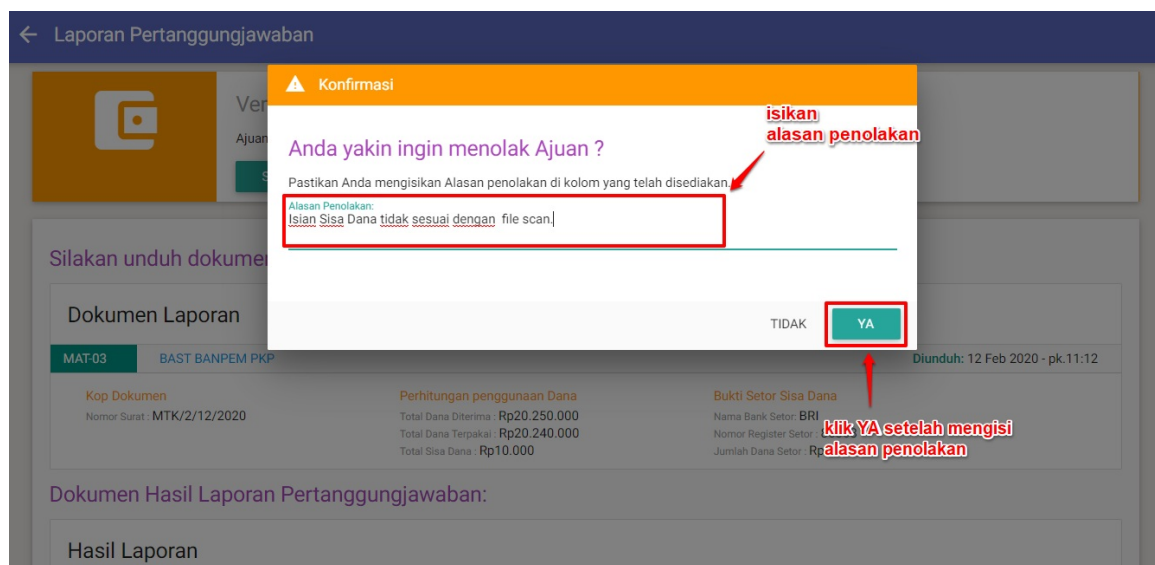 Laporan Pertanggungjawaban
Konfirmasi
isikan
alasan penolakan
Ver
Ajuan
S
Anda yakin ingin menolak Ajuan ?
Pastikan Anda mengisikan Alasan penolakan di kolom yang telah disediakan.
Alasan Penolakan:
Isian Sisa Dana tidak sesuai dengan file scan.
TIDAK
YA
Silakan unduh dokume
Dokumen Laporan
MAT-03 BAST BANPEM PKP Diunduh: 12 Feb 2020 - pk.11:12
Kop Dokumen
Nomor Surat : MTK/2/12/2020
Perhitungan penggunaan Dana
Total Dana Diterima : Rp20.250.000
Total Dana Terpakai : Rp20.240.000
Total Sisa Dana : Rp10.000
Bukti Setor Sisa Dana
Nama Bank Setor: BRI
Nomor Register Setor :
Jumlah Dana Setor : Rp
klik YA setelah mengisi
alasan penolakan
Dokumen Hasil Laporan Pertanggungjawaban:
Hasil Laporan